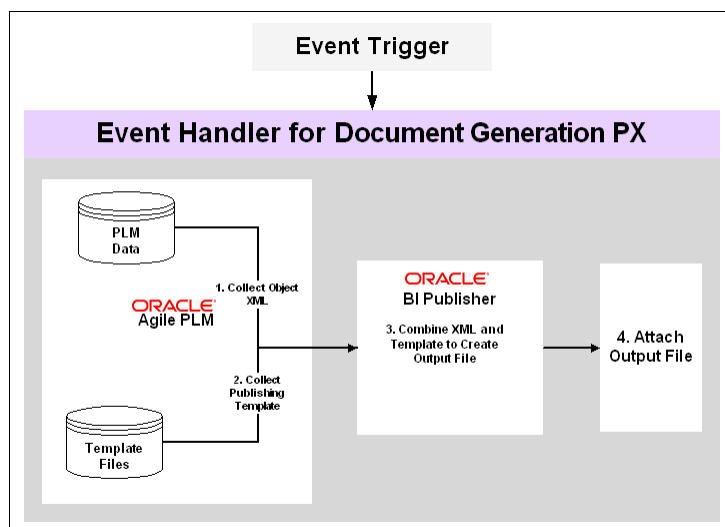 Event Trigger
Event Handler for Document Generation PX
PLM
Data
1. Collect Object
XML
ORACLE®
Agile PLM
2. Collect
Publishing
Template
Template
Files
ORACLE®
BI Publisher
3. Combine XML and
Template to Create
Output File
4. Attach
Output File